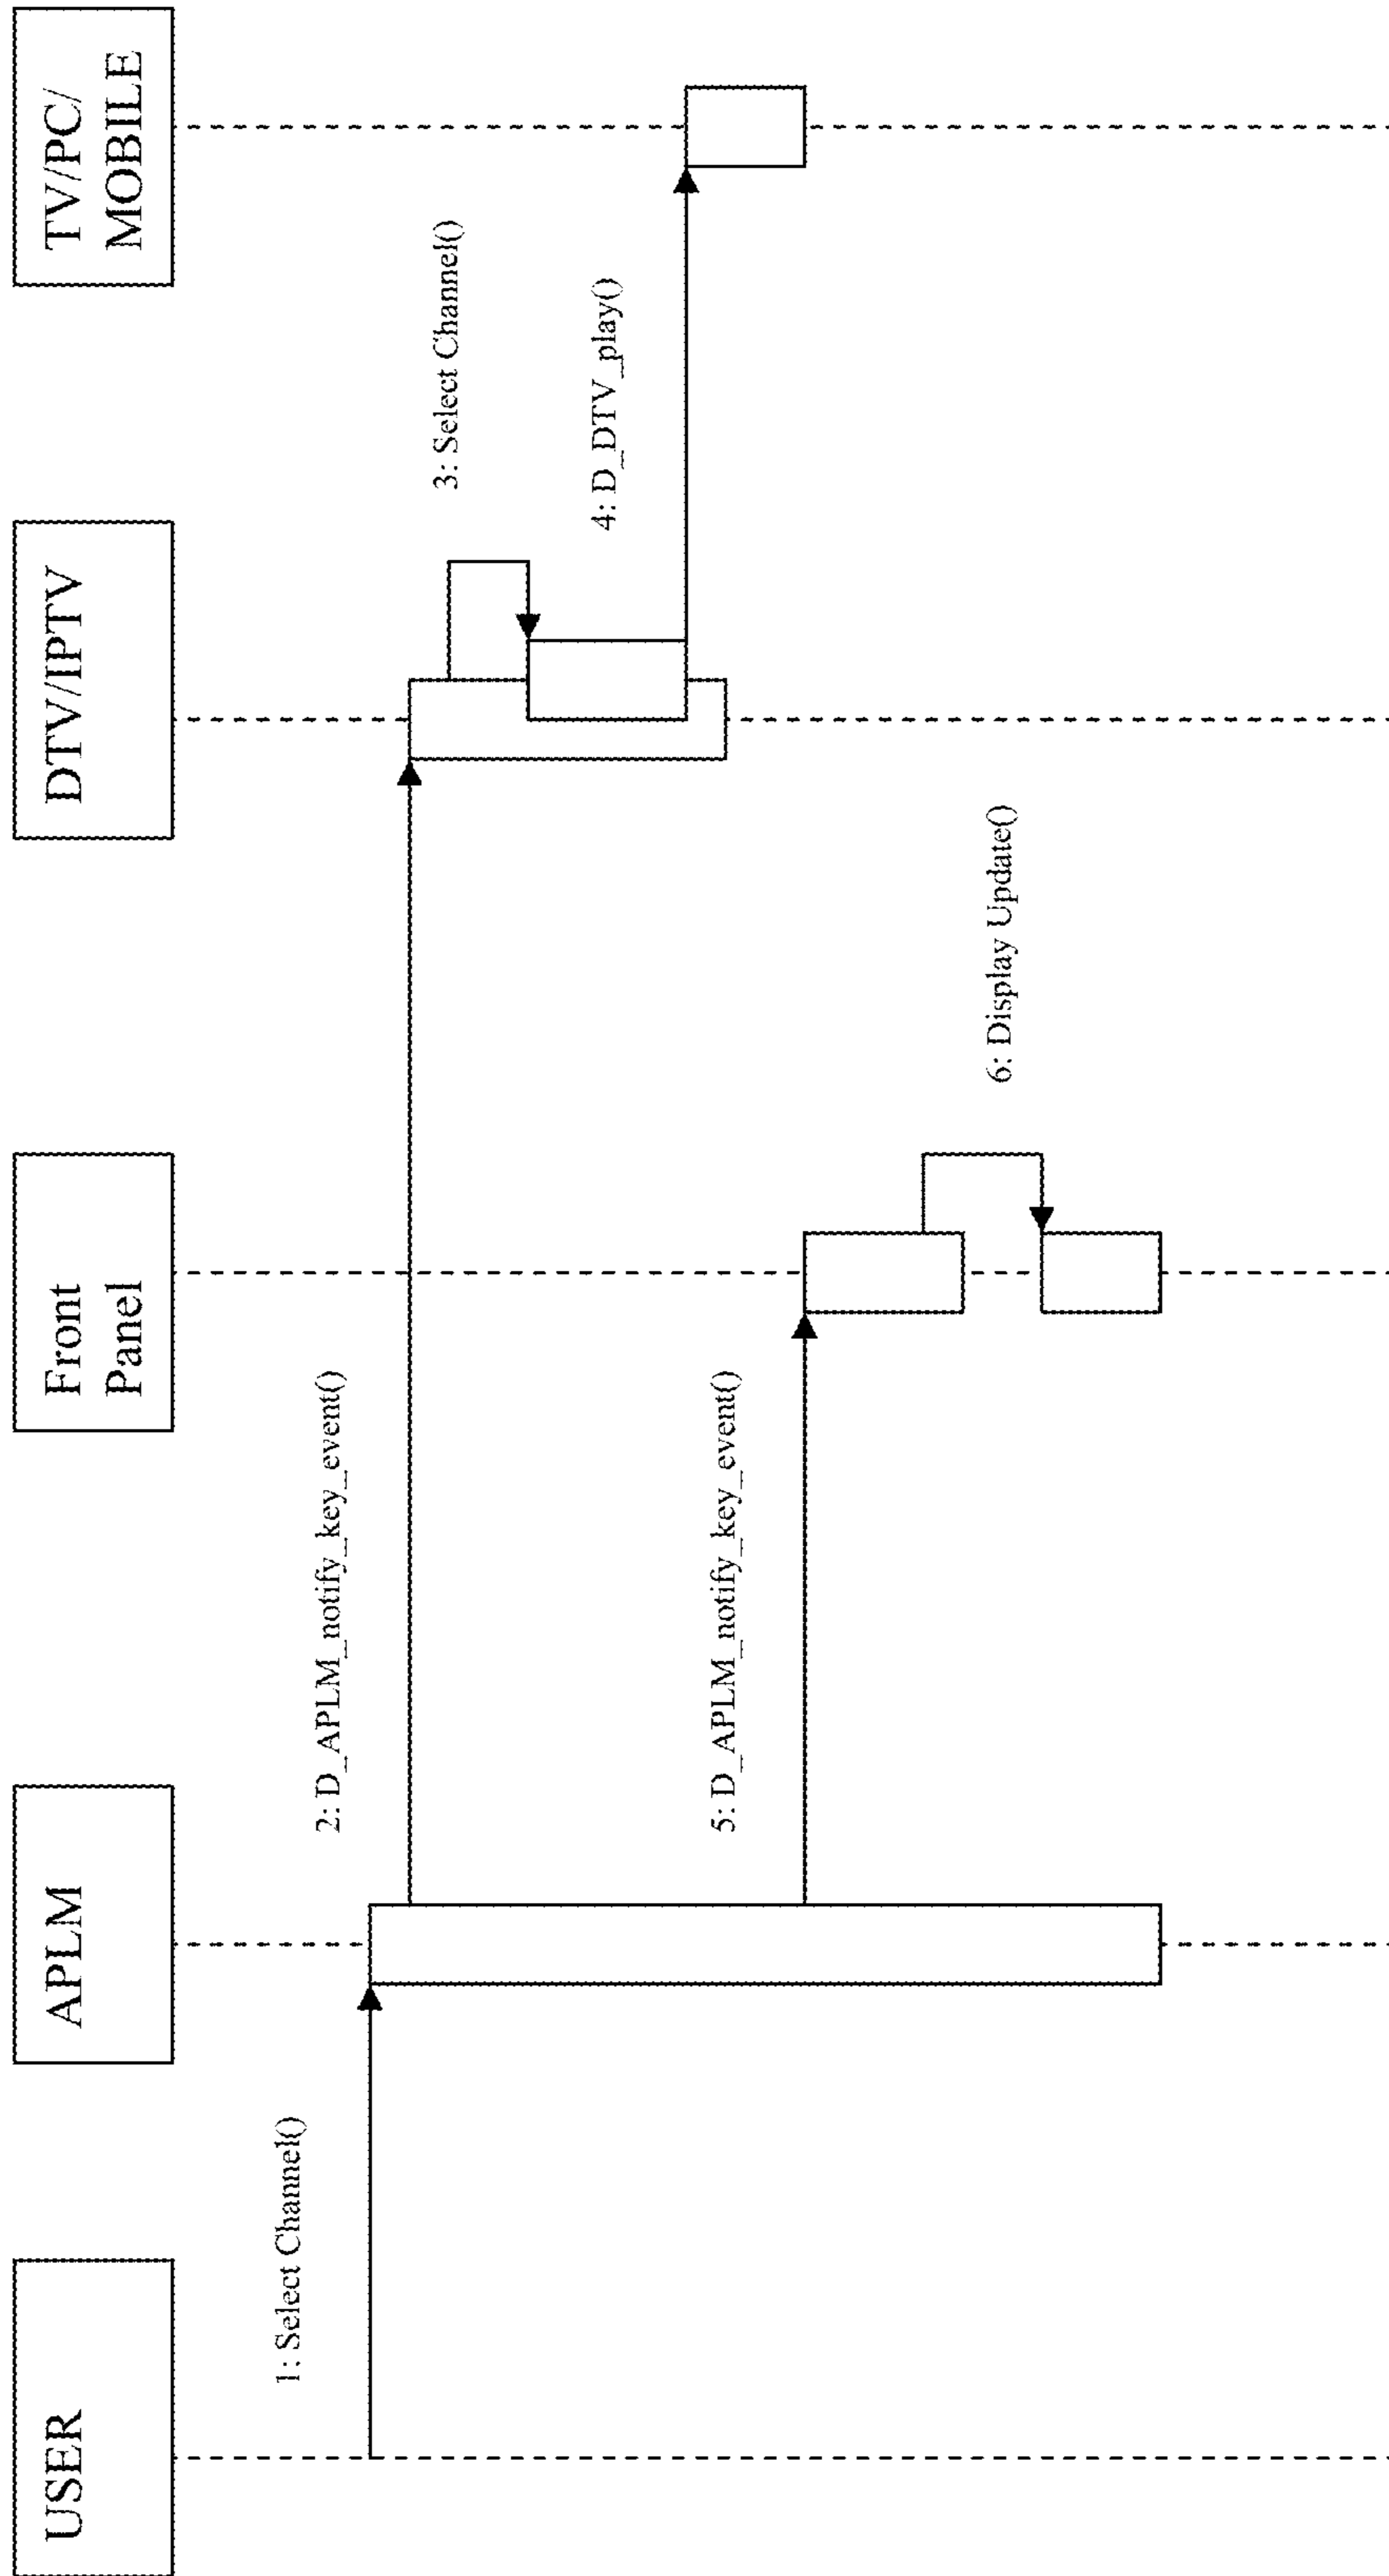 USER
APLM
Front
Panel
DTV/IPTV
TV/PC/
MOBILE
1: Select Channel()
2: D_APLM_notify_key_event()
3: Select Channel()
4: D_DTV_play()
5: D_APLM_notify_key_event()
6: Display Update()